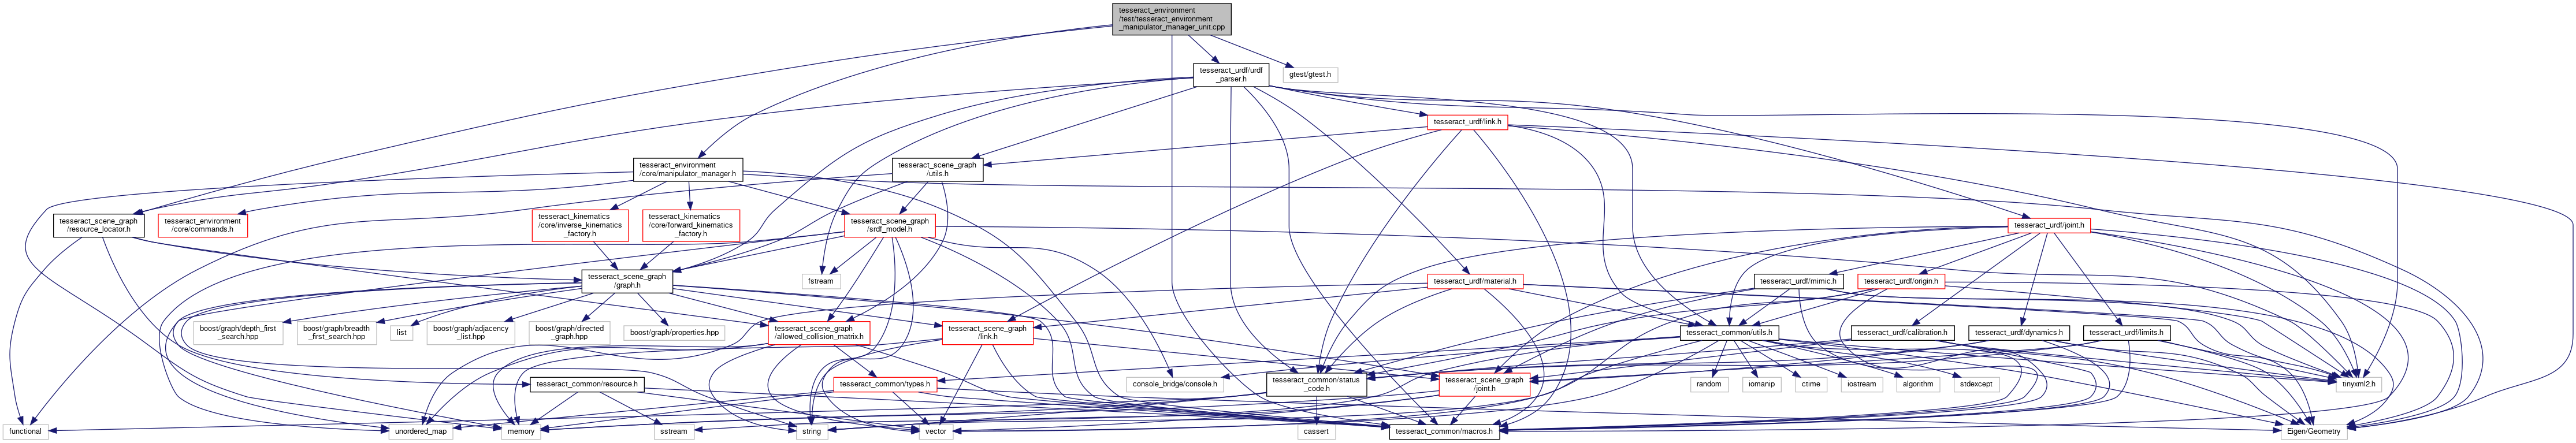 tesseract_environment
/test/tesseract_environment
_manipulator_manager_unit.cpp
tesseract_urdf/urdf
_parser.h
gtest/gtest.h
tesseract_urdf/link.h
tesseract_environment
/core/manipulator_manager.h
tesseract_scene_graph
/utils.h
tesseract_scene_graph
/resource_locator.h
tesseract_environment
/core/commands.h
tesseract_kinematics
/core/inverse_kinematics
_factory.h
tesseract_kinematics
/core/forward_kinematics
_factory.h
tesseract_scene_graph
/srdf_model.h
tesseract_urdf/joint.h
tesseract_scene_graph
/graph.h
fstream
tesseract_urdf/material.h
tesseract_urdf/mimic.h
tesseract_urdf/origin.h
boost/graph/depth_first
_search.hpp
boost/graph/breadth
_first_search.hpp
list
boost/graph/adjacency
_list.hpp
boost/graph/directed
_graph.hpp
boost/graph/properties.hpp
tesseract_scene_graph
/allowed_collision_matrix.h
tesseract_scene_graph
/link.h
tesseract_common/utils.h
tesseract_urdf/calibration.h
tesseract_urdf/dynamics.h
tesseract_urdf/limits.h
tesseract_common/resource.h
tesseract_common/types.h
console_bridge/console.h
tesseract_common/status
_code.h
tesseract_scene_graph
/joint.h
random
iomanip
ctime
iostream
algorithm
stdexcept
tinyxml2.h
functional
unordered_map
memory
sstream
string
vector
cassert
tesseract_common/macros.h
Eigen/Geometry